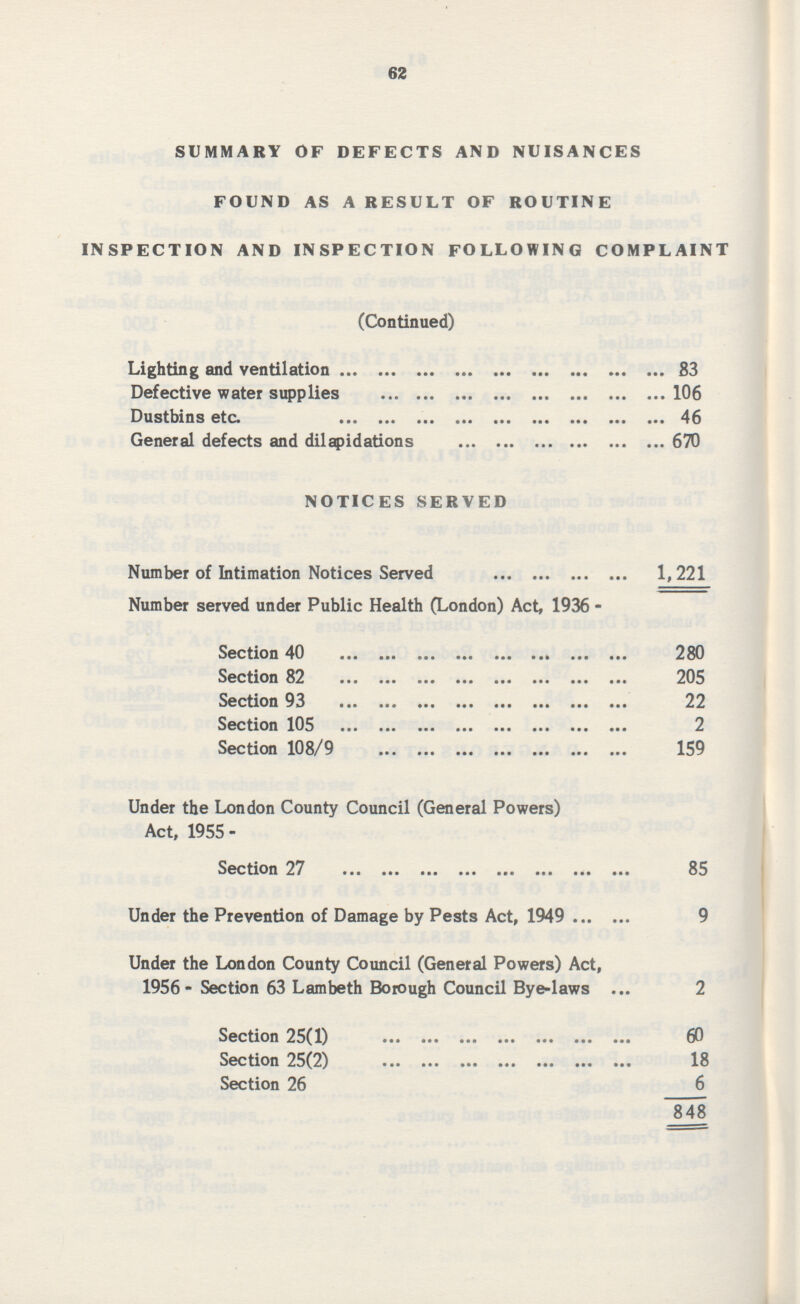 62
SUMMARY OF DEFECTS AND NUISANCES
FOUND AS A RESULT OF ROUTINE
INSPECTION AND INSPECTION FOLLOWING COMPLAINT
(Continued)
Lighting and ventilation ... ... ... ... ... ... ... ... ... 83
Defective water supplies ... ... ... ... ... ... ... ... 106
Dustbins etc. ... ... ... ... ... ... ... ... ... 46
General defects and dilapidations ... ... ... ... ... ... 670
NOTICES SERVED
Number of Intimation Notices Served ... ... ... ... 1,221
Number served under Public Health (London) Act, 1936 -
Section 40 ... ... ... ... ... ... ... ... 280
Section 82 ... ... ... ... ... ... ... ... 205
Section 93 ... ... ... ... ... ... ... ... 22
Section 105 ... ... ... ... ... ... ... ... 2
Section 108/9 ... ... ... ... ... ... ... 159
Under the London County Council (General Powers)
Act, 1955 -
Section 27 ... ... ... ... ... ... ... ... 85
Under the Prevention of Damage by Pests Act, 1949 ... ... 9
Under the London County Council (General Powers) Act,
1956 - Section 63 Lambeth Borough Council Bye-laws ... 2
Section 25(1) ... ... ... ... ... ... ... 60
Section 25(2) ... ... ... ... ... ... ... 18
Section 26 6
848